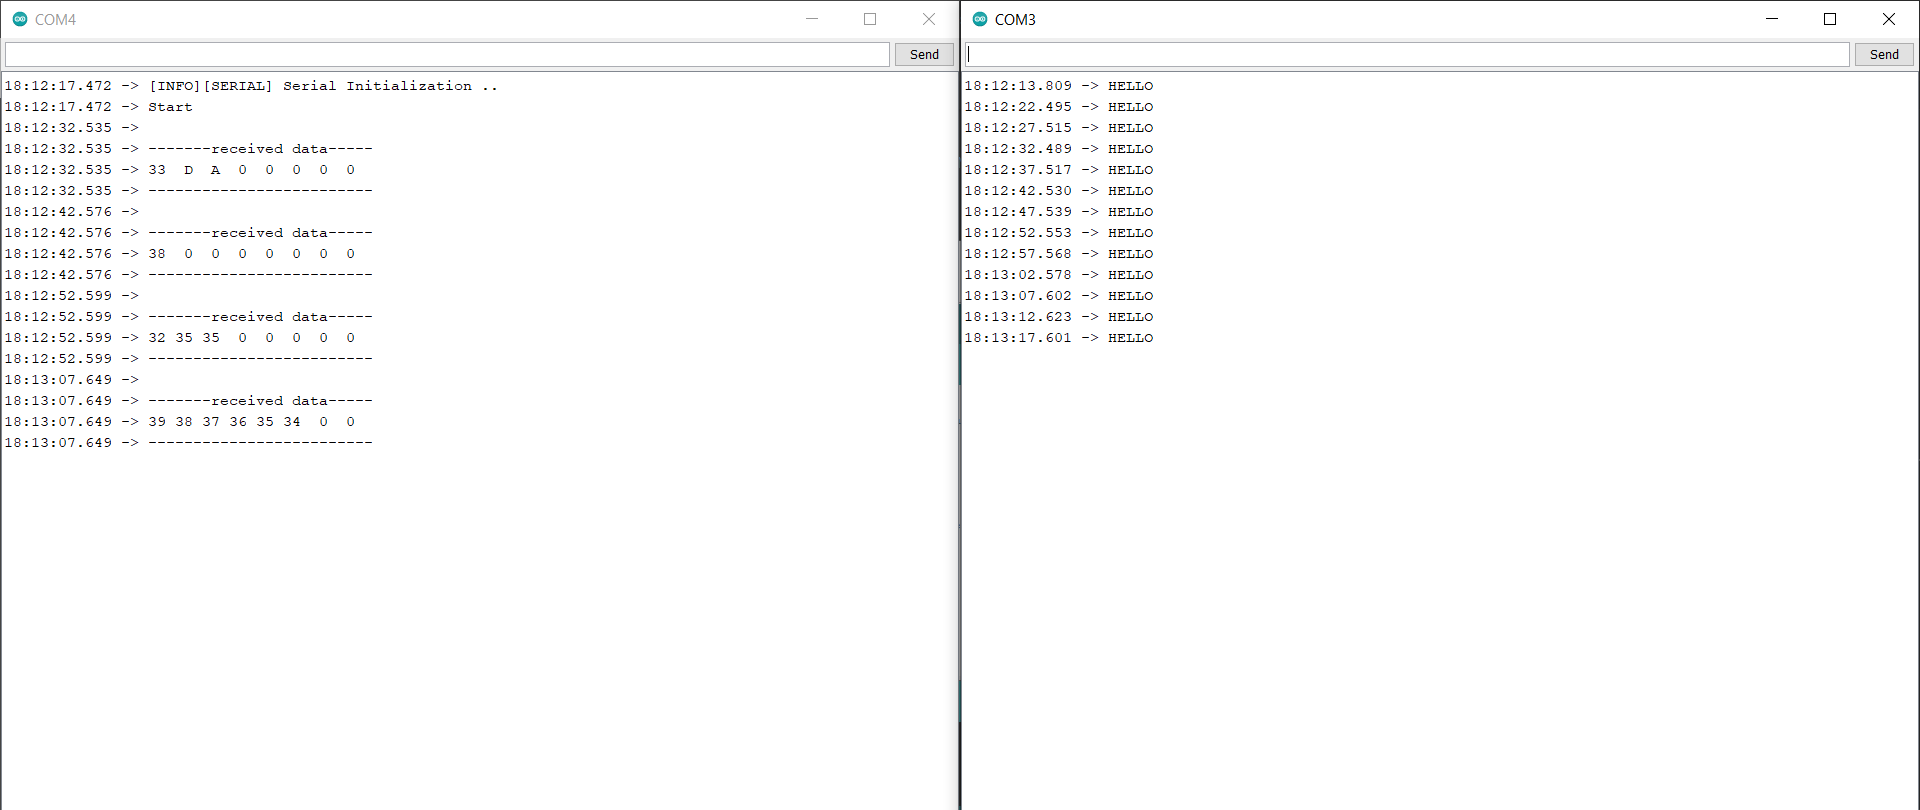 COM4
Send
18:12:17.472 -> [INFO][SERIAL] Serial Initialization ..
18:12:17.472 -> Start
18:12:32.535 ->
18:12:32.535 -> -------received data-----
18:12:32.535 -> 33  D  A  0  0  0  0  0
18:12:32.535 -> -------------------------
18:12:42.576 ->
18:12:42.576 -> -------received data-----
18:12:42.576 -> 38  0  0  0  0  0  0  0
18:12:42.576 -> -------------------------
18:12:52.599 ->
18:12:52.599 -> -------received data-----
18:12:52.599 -> 32 35 35  0  0  0  0  0
18:12:52.599 -> -------------------------
18:13:07.649 ->
18:13:07.649 -> -------received data-----
18:13:07.649 -> 39 38 37 36 35 34  0  0
18:13:07.649 -> -------------------------
COM3
Send
18:12:13.809 -> HELLO
18:12:22.495 -> HELLO
18:12:27.515 -> HELLO
18:12:32.489 -> HELLO
18:12:37.517 -> HELLO
18:12:42.530 -> HELLO
18:12:47.539 -> HELLO
18:12:52.553 -> HELLO
18:12:57.568 -> HELLO
18:13:02.578 -> HELLO
18:13:07.602 -> HELLO
18:13:12.623 -> HELLO
18:13:17.601 -> HELLO